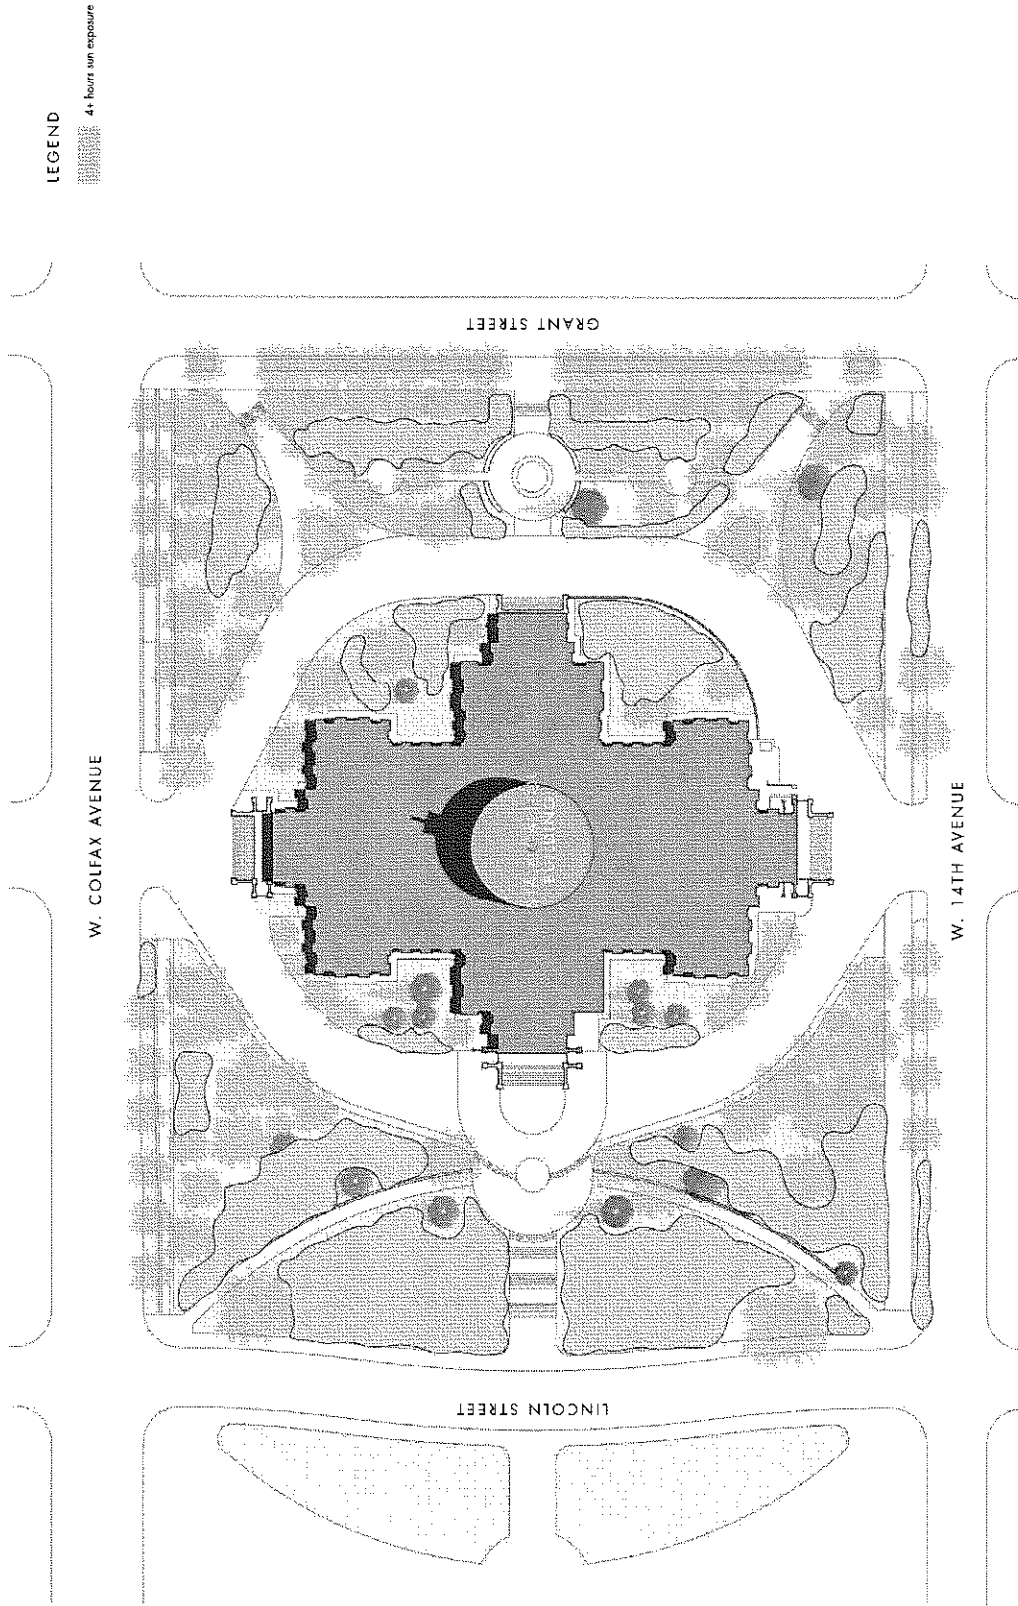 LEGEND
4+ hours sun exposure
GRANT STREET
W. COLFAX AVENUE
W. 14TH AVENUE
LINCOLN STREET